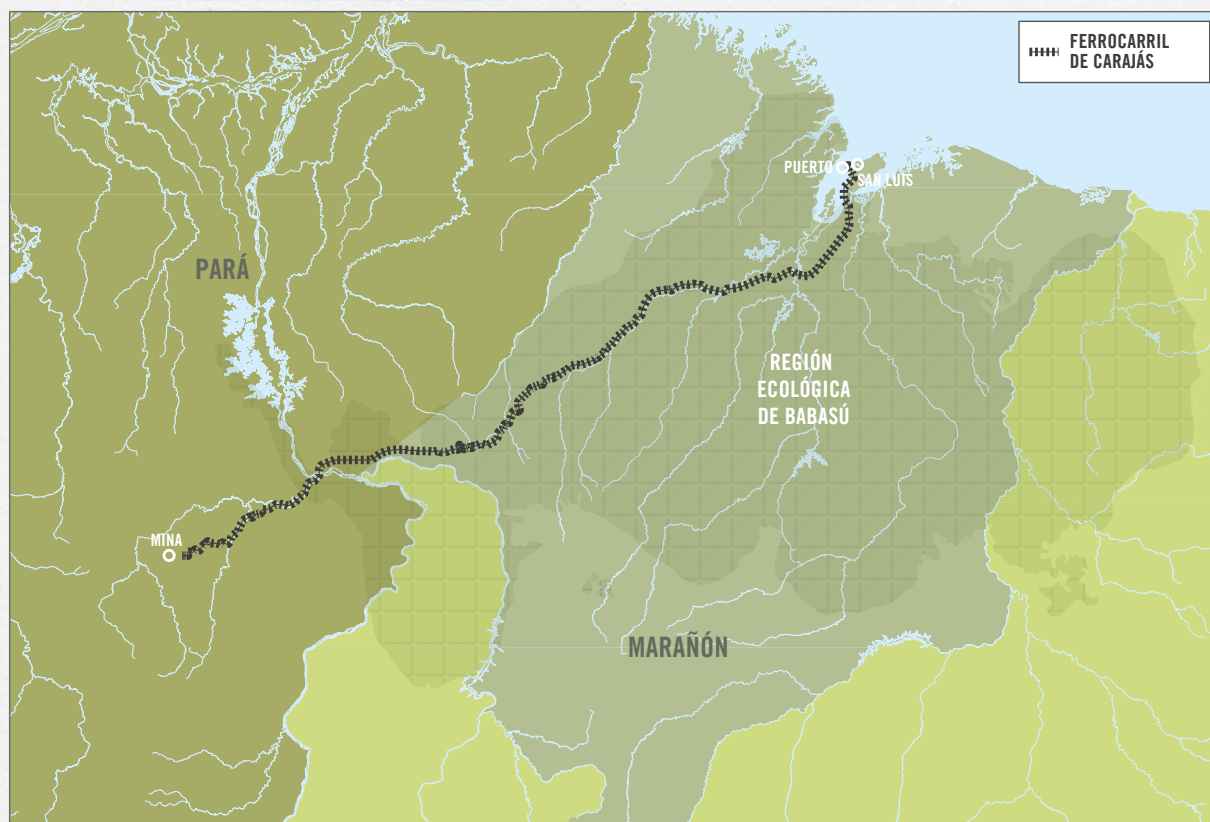 FERROCARRIL
DE CARAJÁS
PUERTO
SAN LUIS
PARÁ
REGIÓN
ECOLÓGICA
DE BABASÚ
MINA
MARAÑÓN